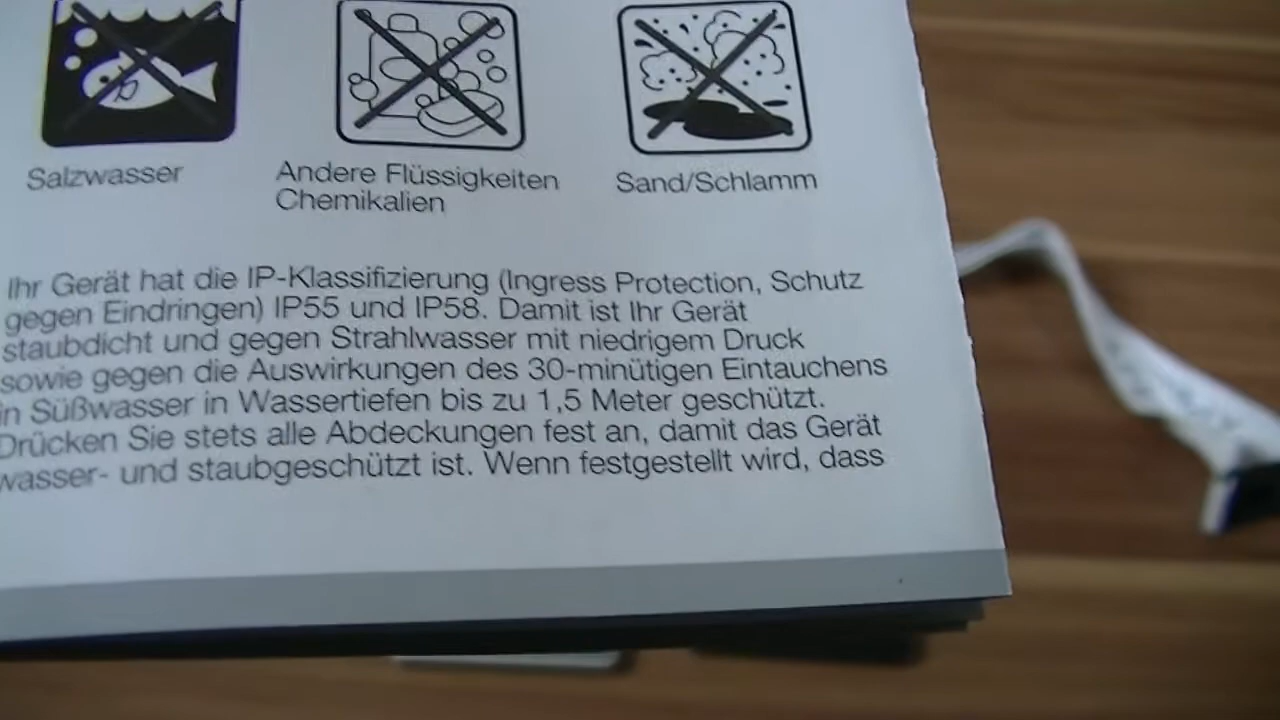 Salzwasser
Andere Flüssigkeiten
Chemikalien
Sand/Schlamm
Ihr Gerät hat die IP-Klassifizierung (Ingress Protection, Schutz
gegen Eindringen) IP55 und IP58. Damit ist Ihr Gerät
staubdicht und gegen Strahlwasser mit niedrigem Druck
sowie gegen die Auswirkungen des 30-minütigen Eintauchens
in Süßwasser in Wassertiefen bis zu 1,5 Meter geschützt.
Drücken Sie stets alle Abdeckungen fest an, damit das Gerät
wasser- und staubgeschützt ist. Wenn festgestellt wird, dass